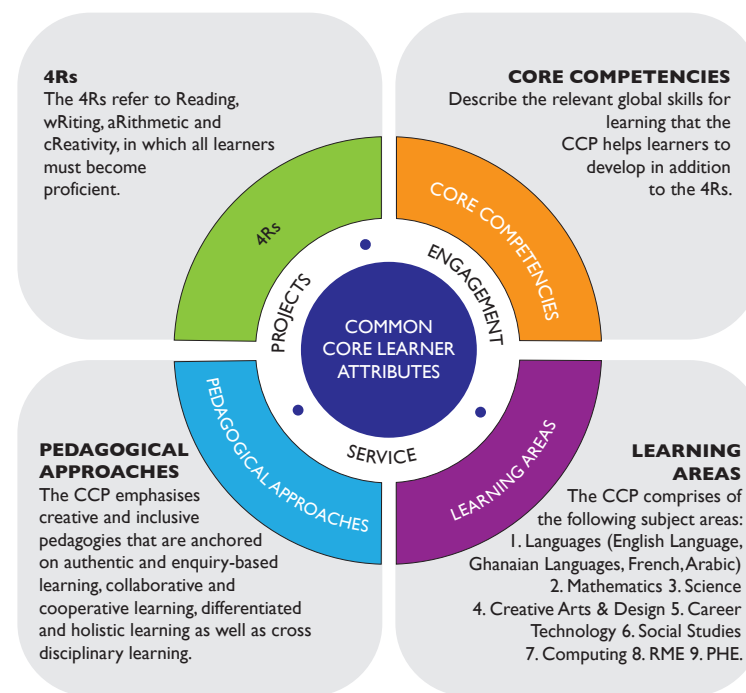 4Rs
The 4Rs refer to Reading,
wRiting, aRithmetic and
cReativity, in which all learners
must become
proficient.
CORE COMPETENCIES
Describe the relevant global skills for
learning that the
CCP helps learners to
develop in addition
to the 4Rs.
4Rs
CORE COMPETENCIES
PROJECTS
ENGAGEMENT
COMMON
CORE LEARNER
ATTRIBUTES
SERVICE
PEDAGOGICAL APPROACHES
LEARNING AREAS
PEDAGOGICAL
APPROACHES
The CCP emphasises
creative and inclusive
pedagogies that are anchored
on authentic and enquiry-based
learning, collaborative and
cooperative learning, differentiated
and holistic learning as well as cross
disciplinary learning.
LEARNING
AREAS
The CCP comprises of
the following subject areas:
1. Languages (English Language,
Ghanaian Languages, French, Arabic)
2. Mathematics 3. Science
4. Creative Arts & Design 5. Career
Technology 6. Social Studies
7. Computing 8. RME 9. PHE.